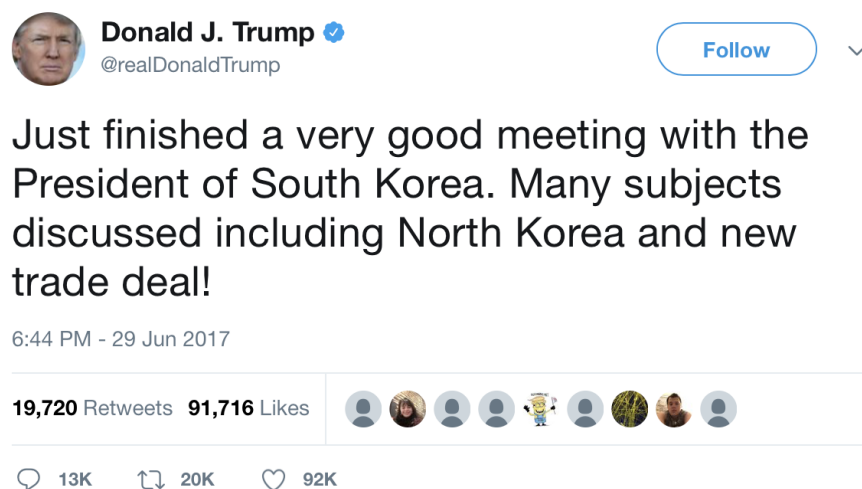 Donald J. Trump
@realDonaldTrump
Follow
Just finished a very good meeting with the
President of South Korea. Many subjects
discussed including North Korea and new
trade deal!
6:44 PM - 29 Jun 2017
19,720 Retweets 91,716 Likes
13K 20K 92K